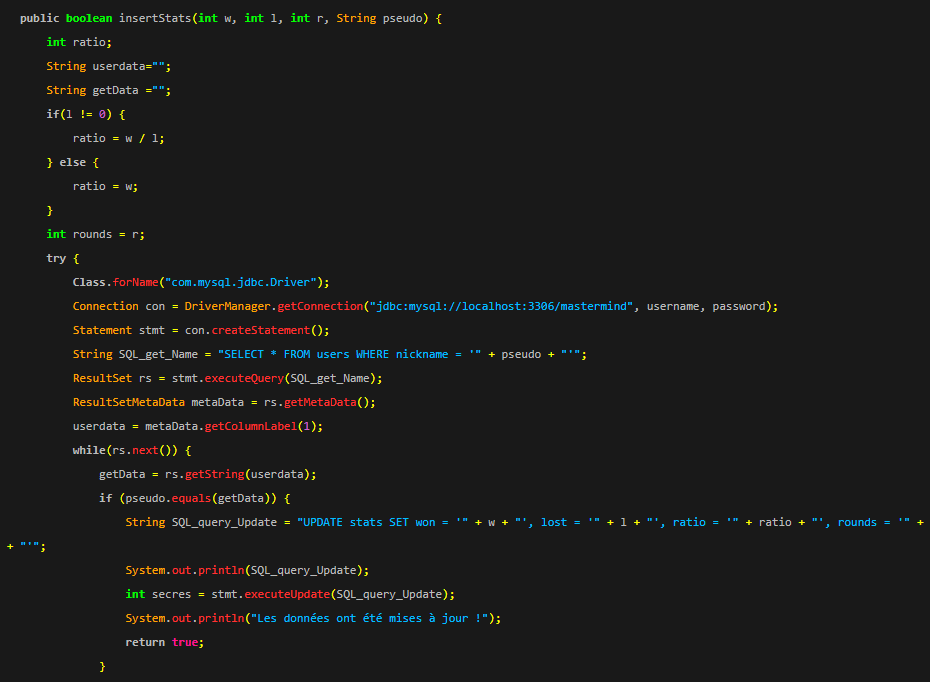 public boolean insertStats(int w, int l, int r, String pseudo) {
int ratio;
String userdata="";
String getData ="";
if(l != 0) {
ratio = w / l;
} else {
ratio = w;
}
int rounds = r;
try {
Class.forName("com.mysql.jdbc.Driver");
Connection con = DriverManager.getConnection("jdbc:mysql://localhost:3306/mastermind", username, password);
Statement stmt = con.createStatement();
String SQL_get_Name = "SELECT * FROM users WHERE nickname = '" + pseudo + "'";
ResultSet rs = stmt.executeQuery(SQL_get_Name);
ResultSetMetaData metaData = rs.getMetaData();
userdata = metaData.getColumnLabel(1);
while(rs.next()) {
getData = rs.getString(userdata);
if (pseudo.equals(getData)) {
String SQL_query_Update = "UPDATE stats SET won = '" + w + "', lost = '" + l + "', ratio = '" + ratio + "', rounds = '" +
+ "'";
System.out.println(SQL_query_Update);
int secres = stmt.executeUpdate(SQL_query_Update);
System.out.println("Les données ont été mises à jour !");
return true;
}